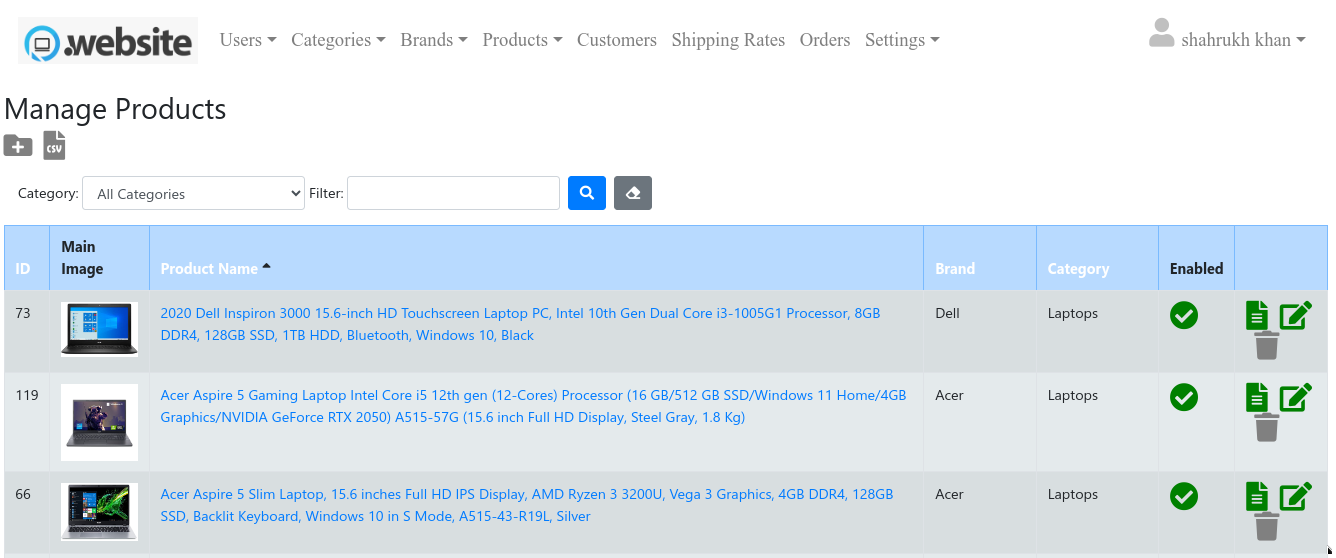 .website Users Categories Brands Products Customers Shipping Rates Orders Settings shahrukh khan
Manage Products
CSV
Category: All Categories Filter:
Main
Image
ID Product Name Brand Category Enabled
73 2020 Dell Inspiron 3000 15.6-inch HD Touchscreen Laptop PC, Intel 10th Gen Dual Core i3-1005G1 Processor, 8GB Dell Laptops
DDR4, 128GB SSD, 1TB HDD, Bluetooth, Windows 10, Black
119 Acer Aspire 5 Gaming Laptop Intel Core i5 12th gen (12-Cores) Processor (16 GB/512 GB SSD/Windows 11 Home/4GB Acer Laptops
Graphics/NVIDIA GeForce RTX 2050) A515-57G (15.6 inch Full HD Display, Steel Gray, 1.8 Kg)
66 Acer Aspire 5 Slim Laptop, 15.6 inches Full HD IPS Display, AMD Ryzen 3 3200U, Vega 3 Graphics, 4GB DDR4, 128GB Acer Laptops
SSD, Backlit Keyboard, Windows 10 in S Mode, A515-43-R19L, Silver